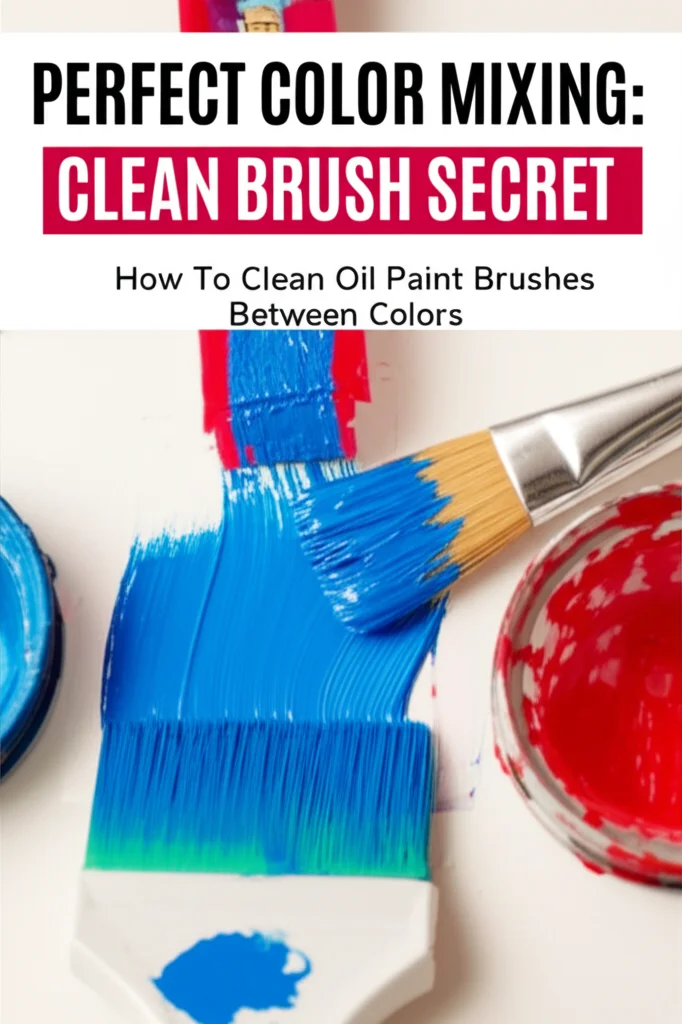 PERFECT COLOR MIXING:
CLEAN BRUSH SECRET
How To Clean Oil Paint Brushes
Between Colors